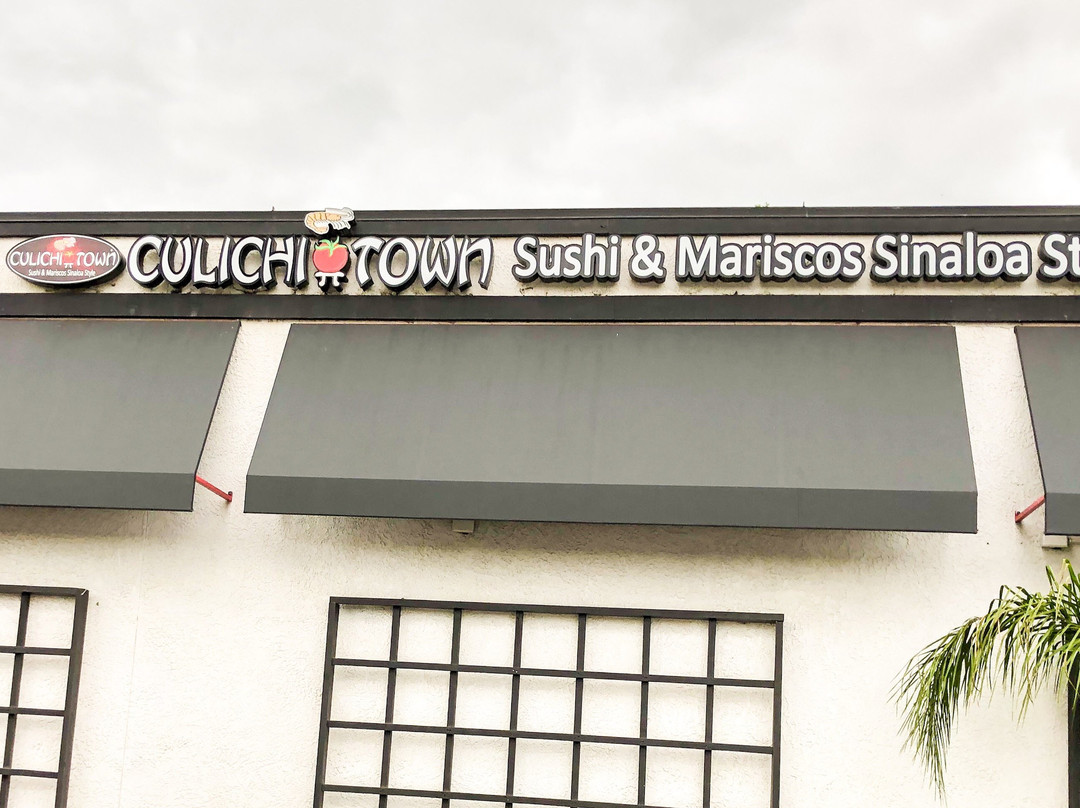 CULICHI TOWN
Sushi & Mariscos Sinaloa Style
CULICHI TOWN Sushi & Mariscos Sinaloa St